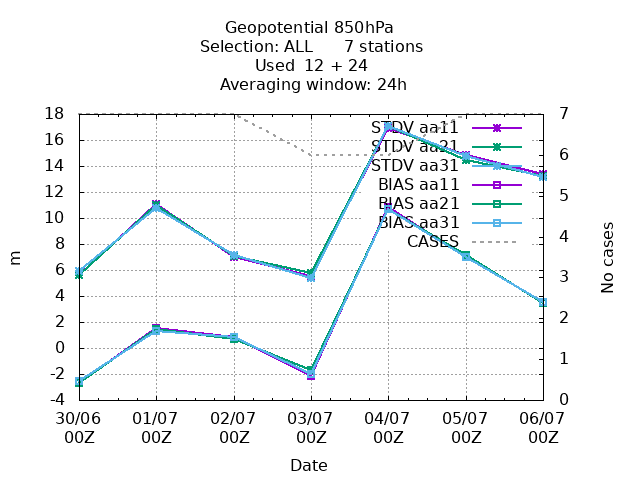 Geopotential 850hPa
Selection: ALL      7 stations
Used  12 + 24
Averaging window: 24h
18
16
14
12
10
8
6
4
2
0
-2
-4
m
7
6
5
4
3
2
1
0
No cases
STDV aa11
STDV aa21
STDV aa31
BIAS aa11
BIAS aa21
BIAS aa31
CASES
30/06 01/07 02/07 03/07 04/07 05/07 06/07
00Z 00Z 00Z 00Z 00Z 00Z 00Z
Date